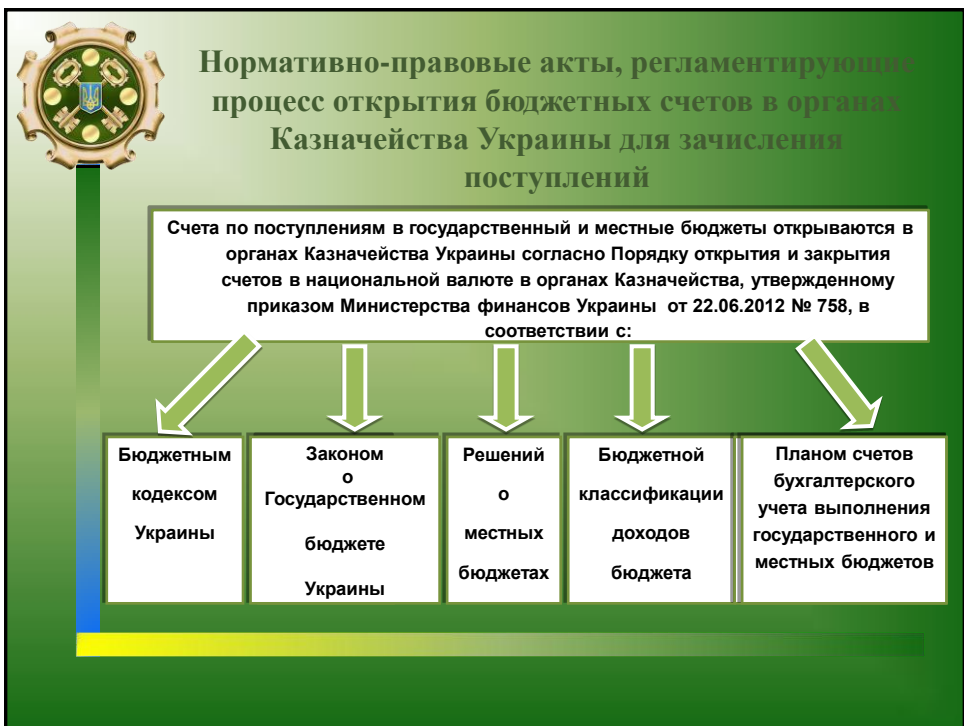 Нормативно-правовые акты, регламентирующие
процесс открытия бюджетных счетов в органах
Казначейства Украины для зачисления
поступлений
Счета по поступлениям в государственный и местные бюджеты открываются в
органах Казначейства Украины согласно Порядку открытия и закрытия
счетов в национальной валюте в органах Казначейства, утвержденному
приказом Министерства финансов Украины от 22.06.2012 № 758, в
соответствии с:
Бюджетным
кодексом
Украины
Законом
о
Государственном
бюджете
Украины
Решений
о
местных
бюджетах
Бюджетной
классификации
доходов
бюджета
Планом счетов
бухгалтерского
учета выполнения
государственного и
местных бюджетов